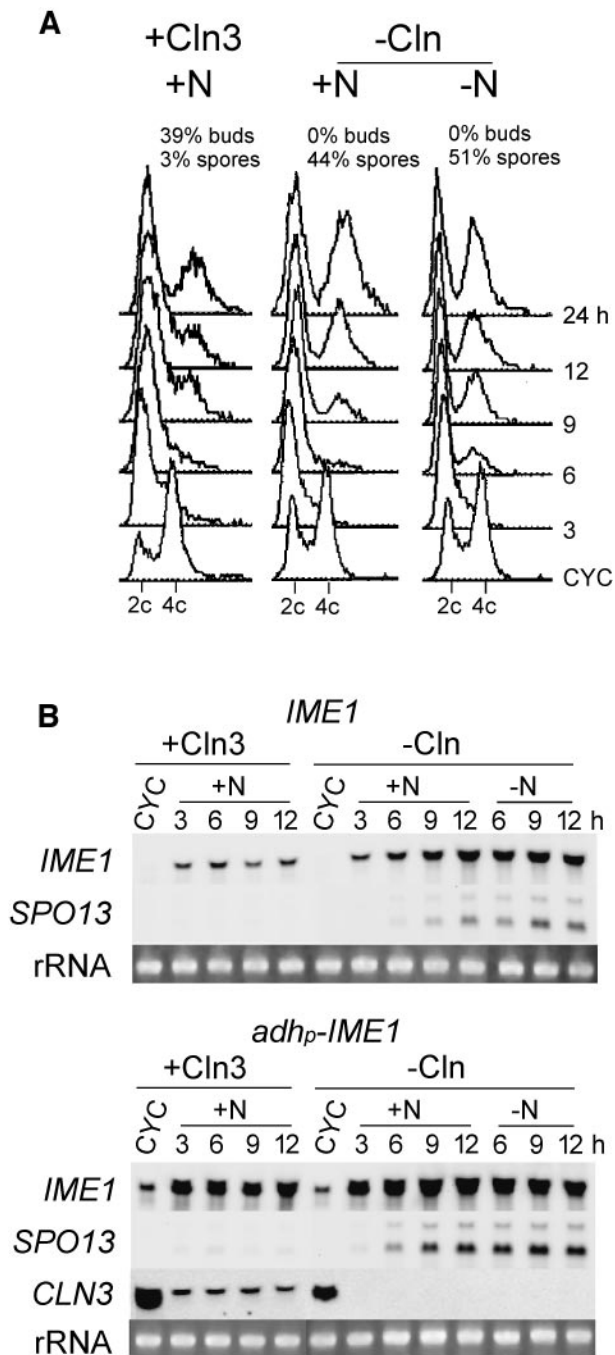 A
+Cln3 -Cln
+N +N -N
39% buds 0% buds 0% buds
3% spores 44% spores 51% spores
24 h
12
9
6
3
CYC
2c 4c 2c 4c 2c 4c
B
IME1
+Cln3 -Cln
CYC +N CYC +N -N
3 6 9 12 3 6 9 12 6 9 12 h
IME1
SPO13
rRNA
adhp-IME1
+Cln3 -Cln
CYC +N CYC +N -N
3 6 9 12 3 6 9 12 6 9 12 h
IME1
SPO13
CLN3
rRNA